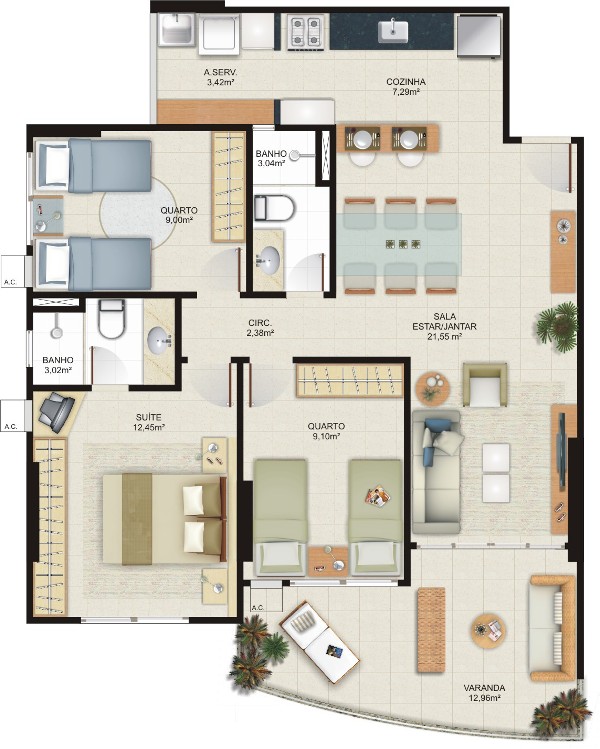 A.SERV.
3,42m²
COZINHA
7,29m²
BANHO
3.04m²
QUARTO
9,00m²
A.C.
CIRC.
2,38m²
SALA
ESTAR/JANTAR
21,55 m²
BANHO
3,02m²
A.C.
SUÍTE
12,45m²
QUARTO
9,10m²
A.C.
VARANDA
12,96m²